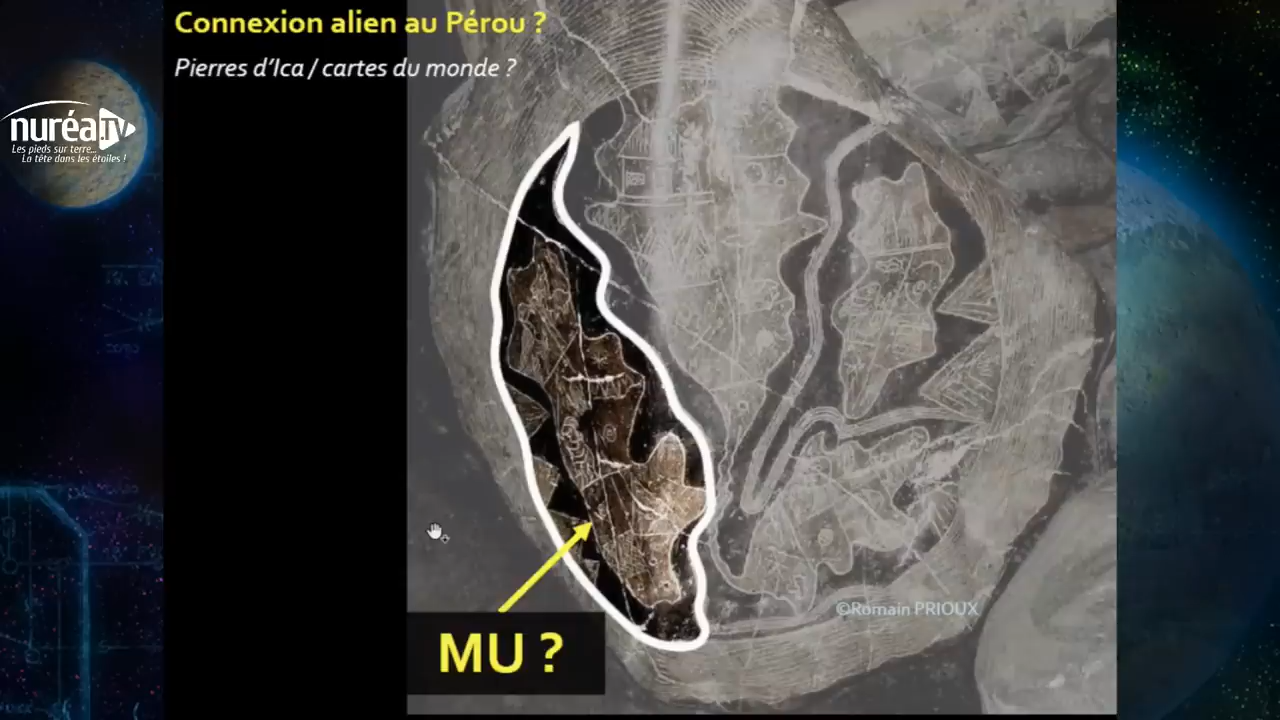 Connexion alien au Pérou ?
Pierres d'Ica / cartes du monde ?
nuréa.TV
Les pieds sur terre...
La tête dans les étoiles !
©Romain PRIOUX
MU ?